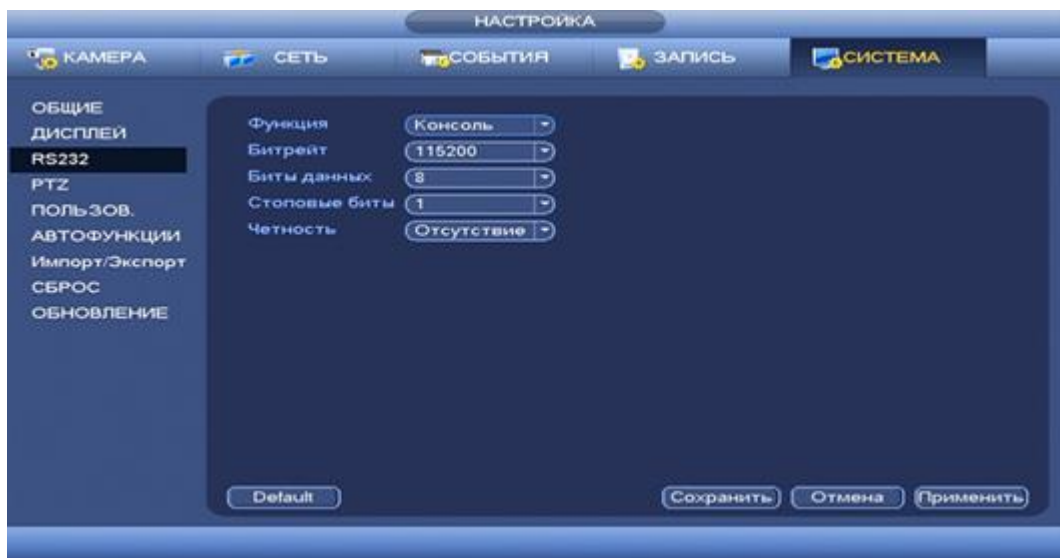 НАСТРОЙКА
КАМЕРА СЕТЬ СОБЫТИЯ ЗАПИСЬ СИСТЕМА
ОБЩИЕ
ДИСПЛЕЙ
RS232
PTZ
ПОЛЬЗОВ.
АВТОФУНКЦИИ
Импорт/Экспорт
СБРОС
ОБНОВЛЕНИЕ
Функция Консоль
Битрейт 115200
Биты данных 8
Стоповые биты 1
Четность Отсутствие
Default Сохранить Отмена Применить